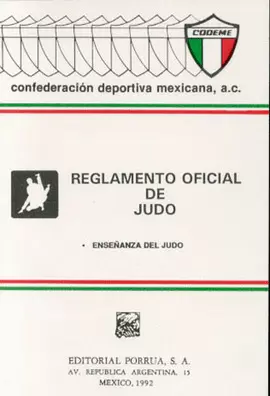 CODEME
confederación deportiva mexicana, a.c.
REGLAMENTO OFICIAL
DE
JUDO
• ENSEÑANZA DEL JUDO
EDITORIAL PORRUA, S. A.
AV. REPUBLICA ARGENTINA, 15
MEXICO, 1992